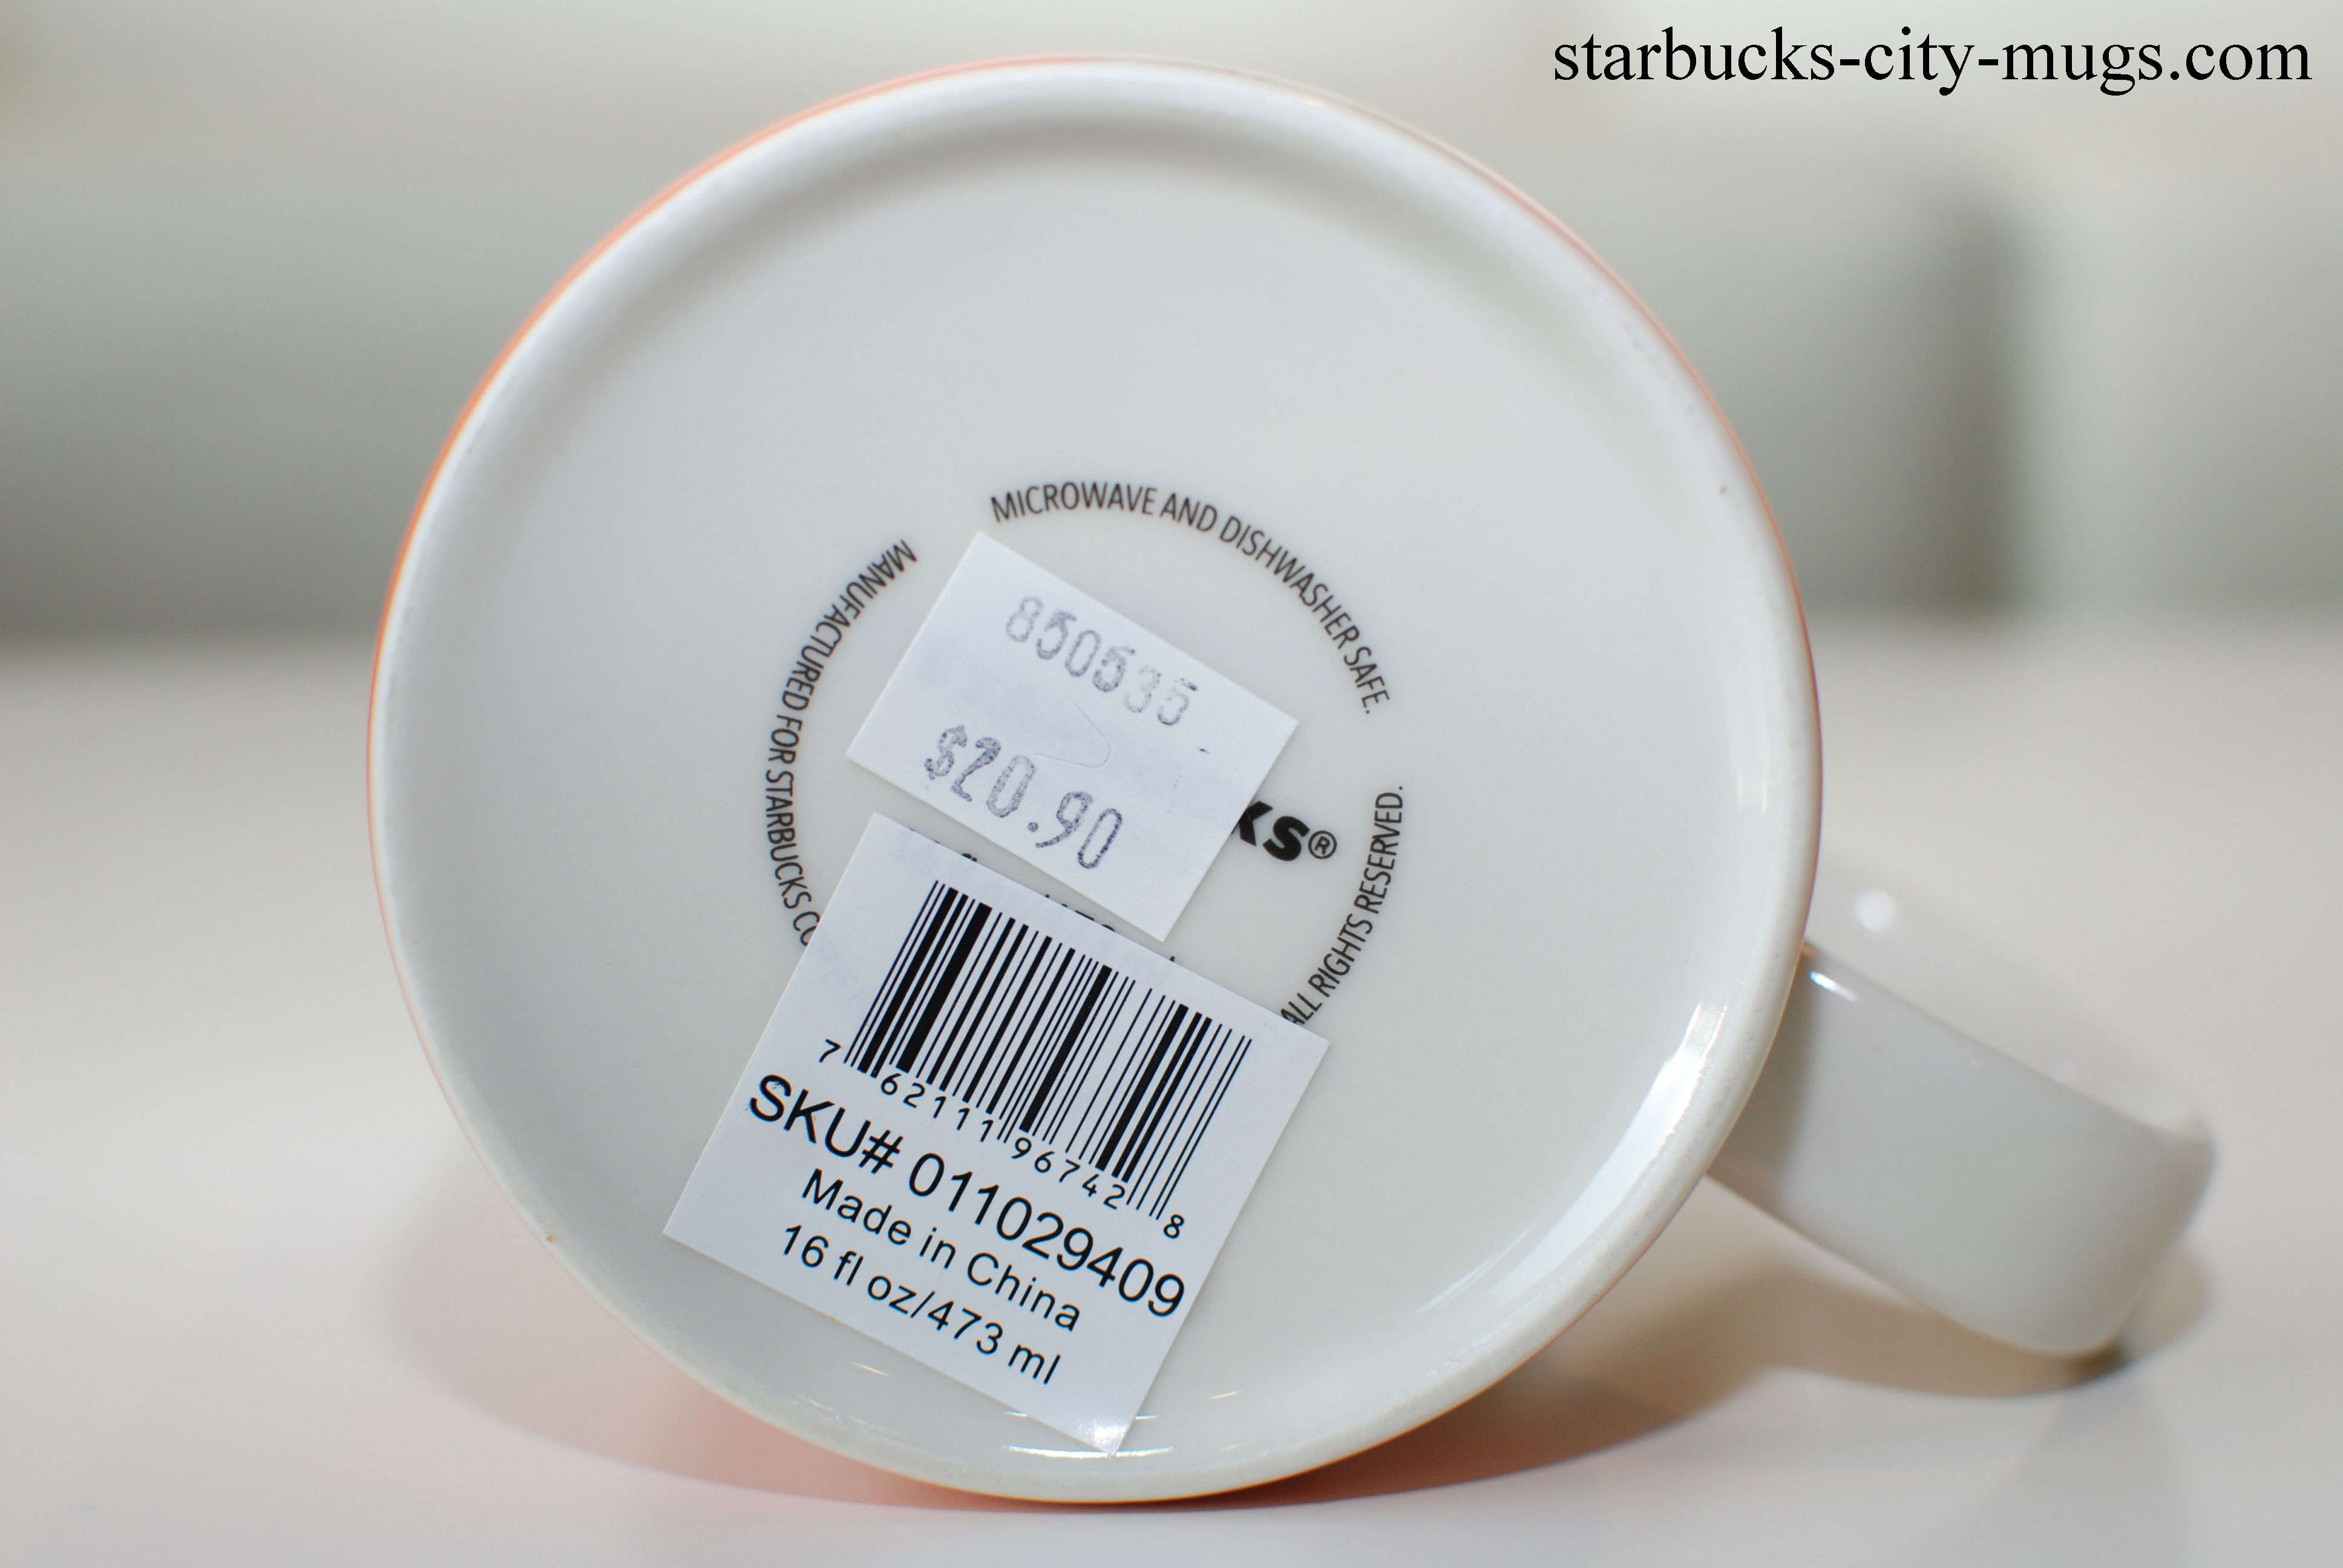 starbucks-city-mugs.com
MICROWAVE AND DISHWASHER SAFE.
MANUFACTURED FOR STARBUCKS
850535
$20.90
ks®
ALL RIGHTS RESERVED.
7 62111 96742 8
SKU# 011029409
Made in China
16 fl oz/473 ml